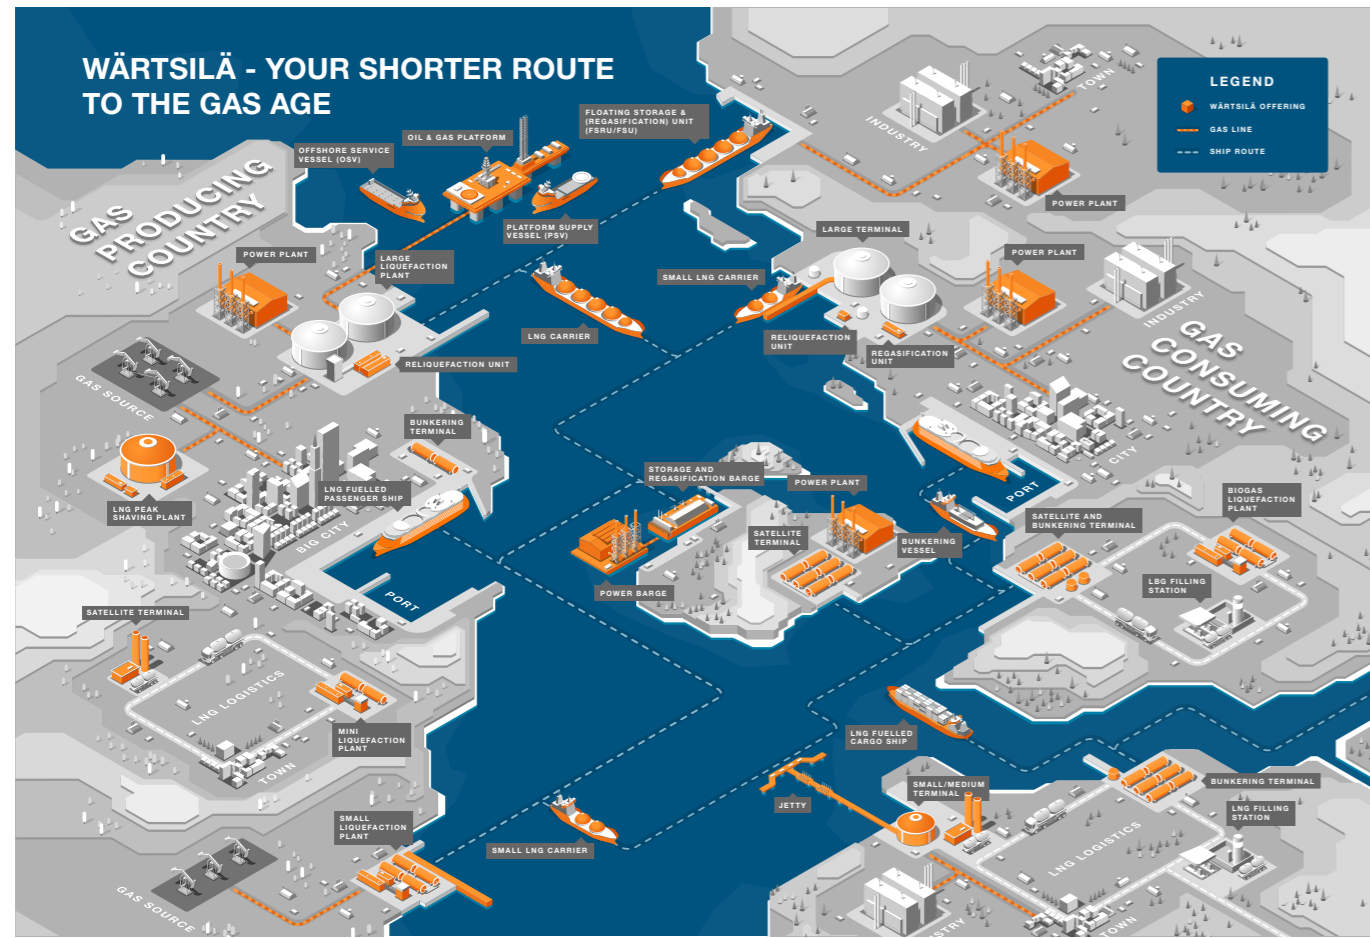 WÄRTSILÄ - YOUR SHORTER ROUTE
TO THE GAS AGE
LEGEND
WÄRTSILÄ OFFERING
GAS LINE
SHIP ROUTE
GAS
PRODUCING
COUNTRY
OFFSHORE SERVICE
VESSEL (OSV)
OIL & GAS PLATFORM
FLOATING STORAGE &
(REGASIFICATION) UNIT
(FSRU/FSU)
PLATFORM SUPPLY
VESSEL (PSV)
INDUSTRY
TOWN
POWER PLANT
POWER PLANT
LARGE
LIQUEFACTION
PLANT
LARGE TERMINAL
POWER PLANT
SMALL LNG CARRIER
LNG CARRIER
RELIQUEFACTION
UNIT
REGASIFICATION
UNIT
INDUSTRY
GAS
CONSUMING
COUNTRY
RELIQUEFACTION UNIT
GAS SOURCE
BUNKERING
TERMINAL
CITY
LNG PEAK
SHAVING PLANT
LNG FUELLED
PASSENGER SHIP
BIG CITY
PORT
STORAGE AND
REGASIFICATION BARGE
POWER PLANT
PORT
SATELLITE
TERMINAL
BUNKERING
VESSEL
SATELLITE AND
BUNKERING TERMINAL
BIOGAS
LIQUEFACTION
PLANT
POWER BARGE
LBG FILLING
STATION
SATELLITE TERMINAL
LNG LOGISTICS
MINI
LIQUEFACTION
PLANT
TOWN
LNG FUELLED
CARGO SHIP
JETTY
SMALL/MEDIUM
TERMINAL
BUNKERING TERMINAL
LNG FILLING
STATION
LNG LOGISTICS
SMALL
LIQUEFACTION
PLANT
SMALL LNG CARRIER
GAS SOURCE
STRY
TOWN